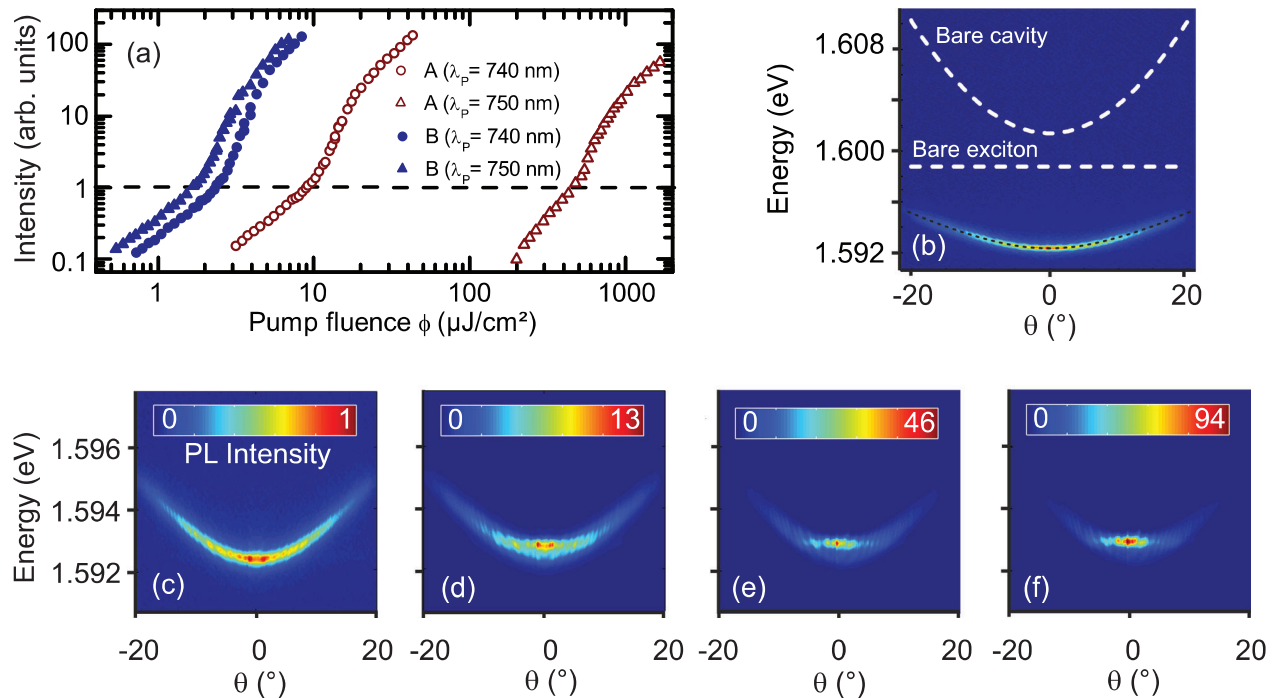 (a)
Intensity (arb. units)
100
10
1
0.1
A (λP= 740 nm)
A (λP= 750 nm)
B (λP= 740 nm)
B (λP= 750 nm)
1 10 100 1000
Pump fluence ϕ (µJ/cm²)
Energy (eV)
1.608
1.600
1.592
Bare cavity
Bare exciton
(b)
-20 0 20
θ (°)
Energy (eV)
1.596
1.594
1.592
0 1
PL Intensity
(c)
-20 0 20
θ (°)
0 13
(d)
-20 0 20
θ (°)
0 46
(e)
-20 0 20
θ (°)
0 94
(f)
-20 0 20
θ (°)